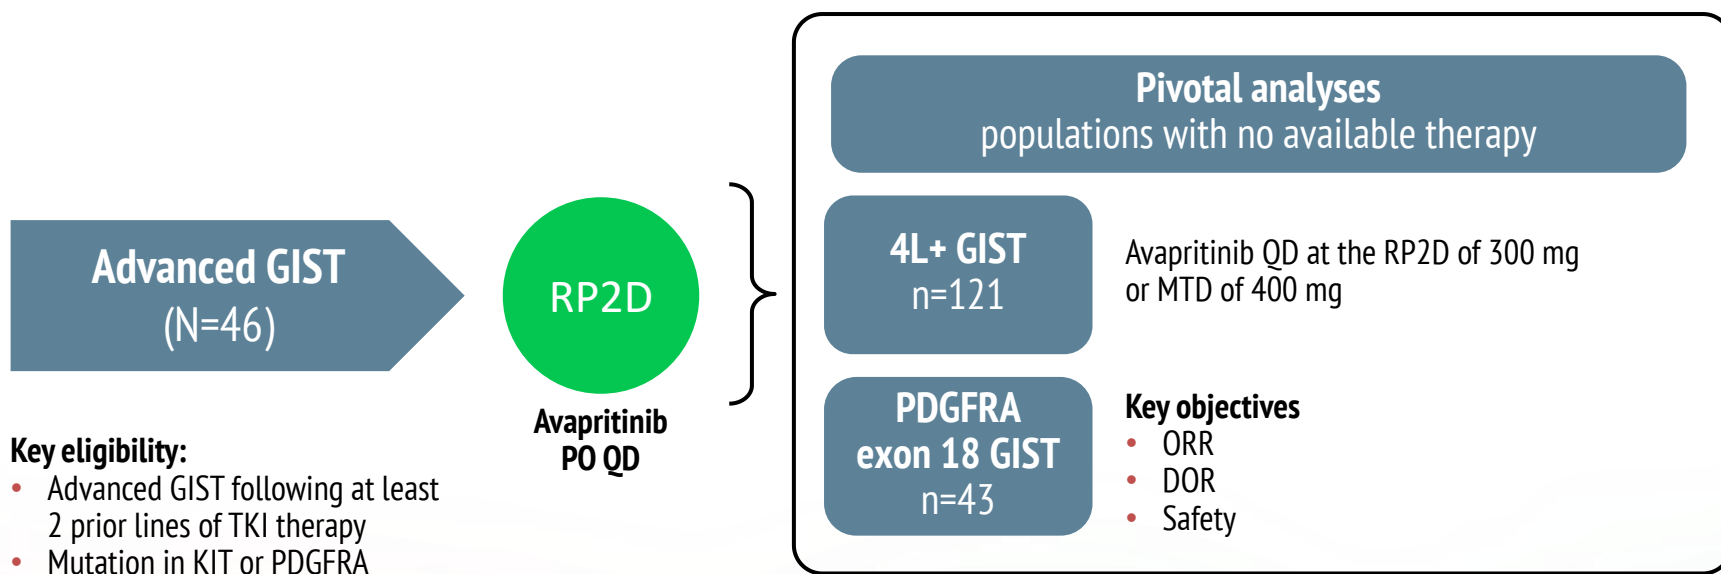 Advanced GIST
(N=46)
Key eligibility:
• Advanced GIST following at least
2 prior lines of TKI therapy
• Mutation in KIT or PDGFRA
RP2D
Avapritinib
PO QD
Pivotal analyses
populations with no available therapy
4L+ GIST
n=121
Avapritinib QD at the RP2D of 300 mg
or MTD of 400 mg
PDGFRA
exon 18 GIST
n=43
Key objectives
• ORR
• DOR
• Safety